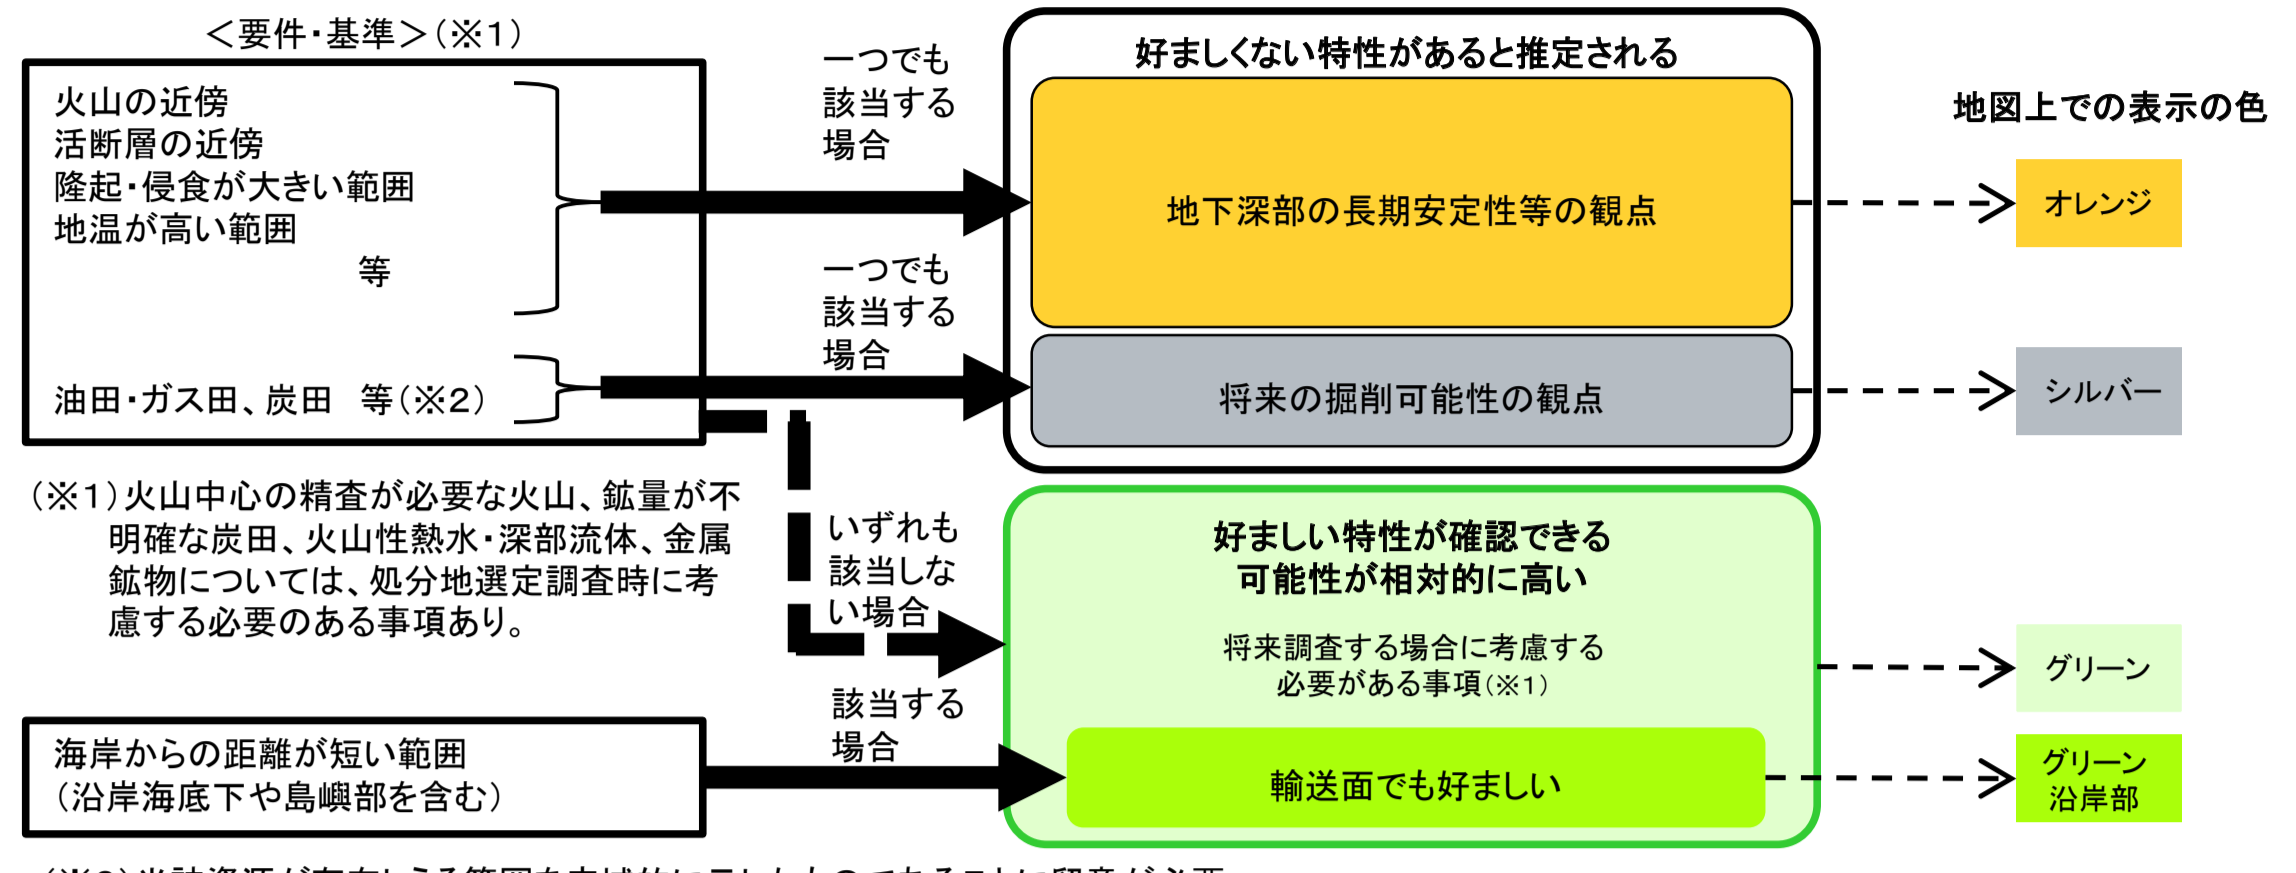 ＜要件・基準＞（※１）
火山の近傍
活断層の近傍
隆起・侵食が大きい範囲
地温が高い範囲
等
油田・ガス田、炭田　等（※２）
一つでも
該当する
場合
一つでも
該当する
場合
好ましくない特性があると推定される
地下深部の長期安定性等の観点
将来の掘削可能性の観点
地図上での表示の色
オレンジ
シルバー
（※１）火山中心の精査が必要な火山、鉱量が不
明確な炭田、火山性熱水・深部流体、金属
鉱物については、処分地選定調査時に考
慮する必要のある事項あり。
いずれも
該当しな
い場合
好ましい特性が確認できる
可能性が相対的に高い
将来調査する場合に考慮する
必要がある事項（※１）
グリーン
海岸からの距離が短い範囲
（沿岸海底下や島嶼部を含む）
該当する
場合
輸送面でも好ましい
グリーン
沿岸部